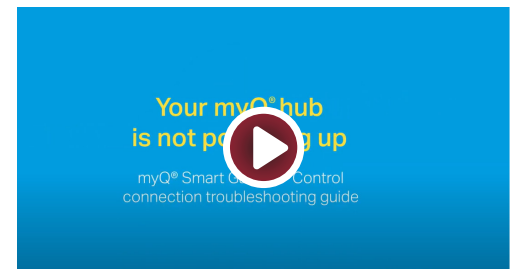 Your myQ® hub
is not up
myQ® Smart Control
connection troubleshooting guide